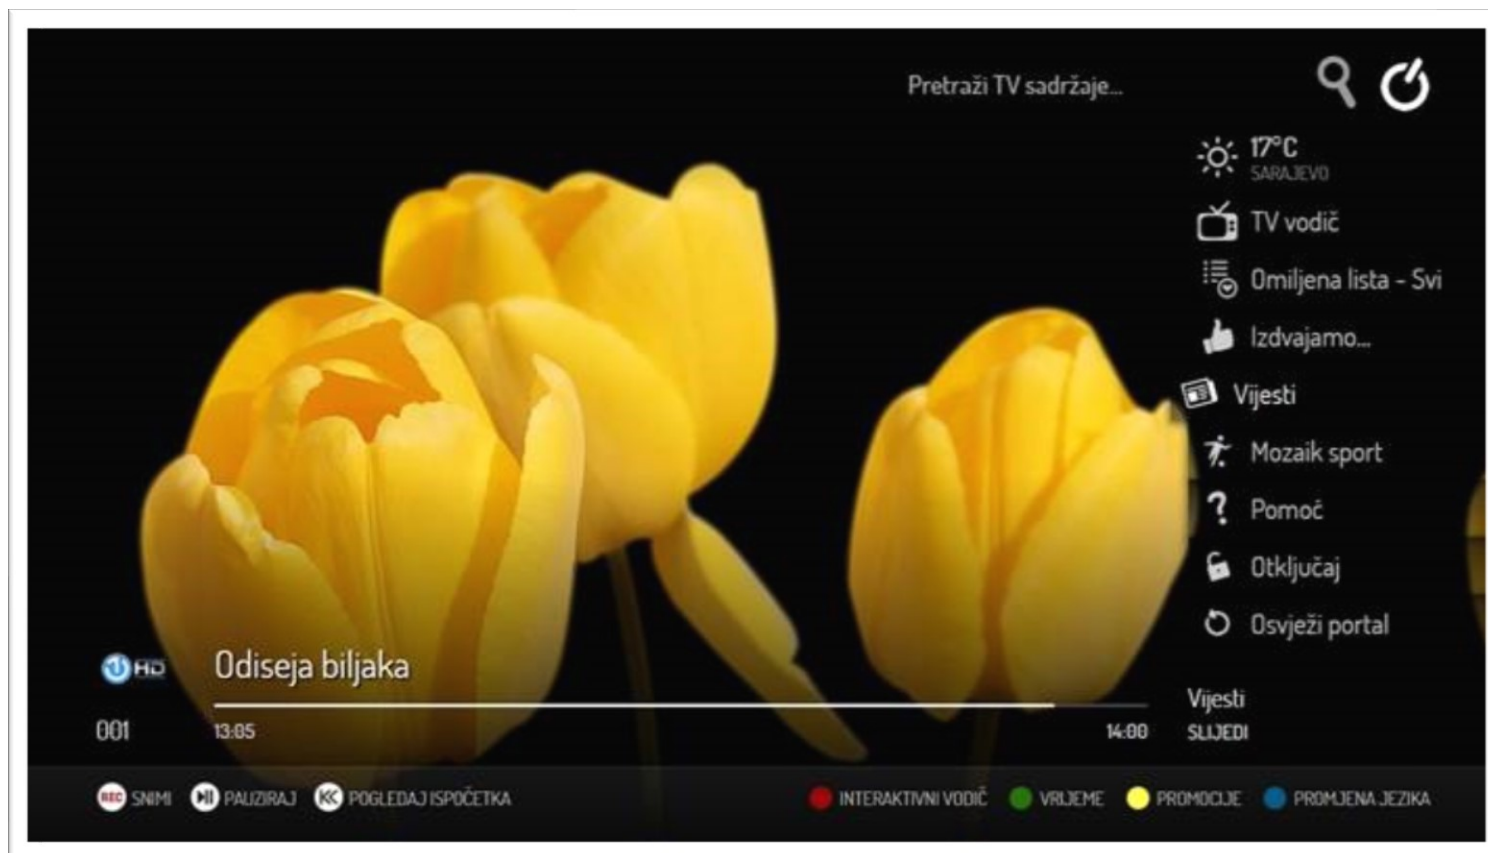 Pretraži TV sadržaje...
17°C
SARAJEVO
TV vodič
Omiljena lista - Svi
Izdvajamo...
Vijesti
Mozaik sport
Pomoć
Otključaj
Osvježi portal
HD
Odiseja biljaka
001
13:05
14:00
Vijesti
SLIJEDI
REC SNIMI
PAUZIRAJ
POGLEDAJ ISPOČETKA
INTERAKTIVNI VODIČ
VRIJEME
PROMOCIJE
PROMJENA JEZIKA